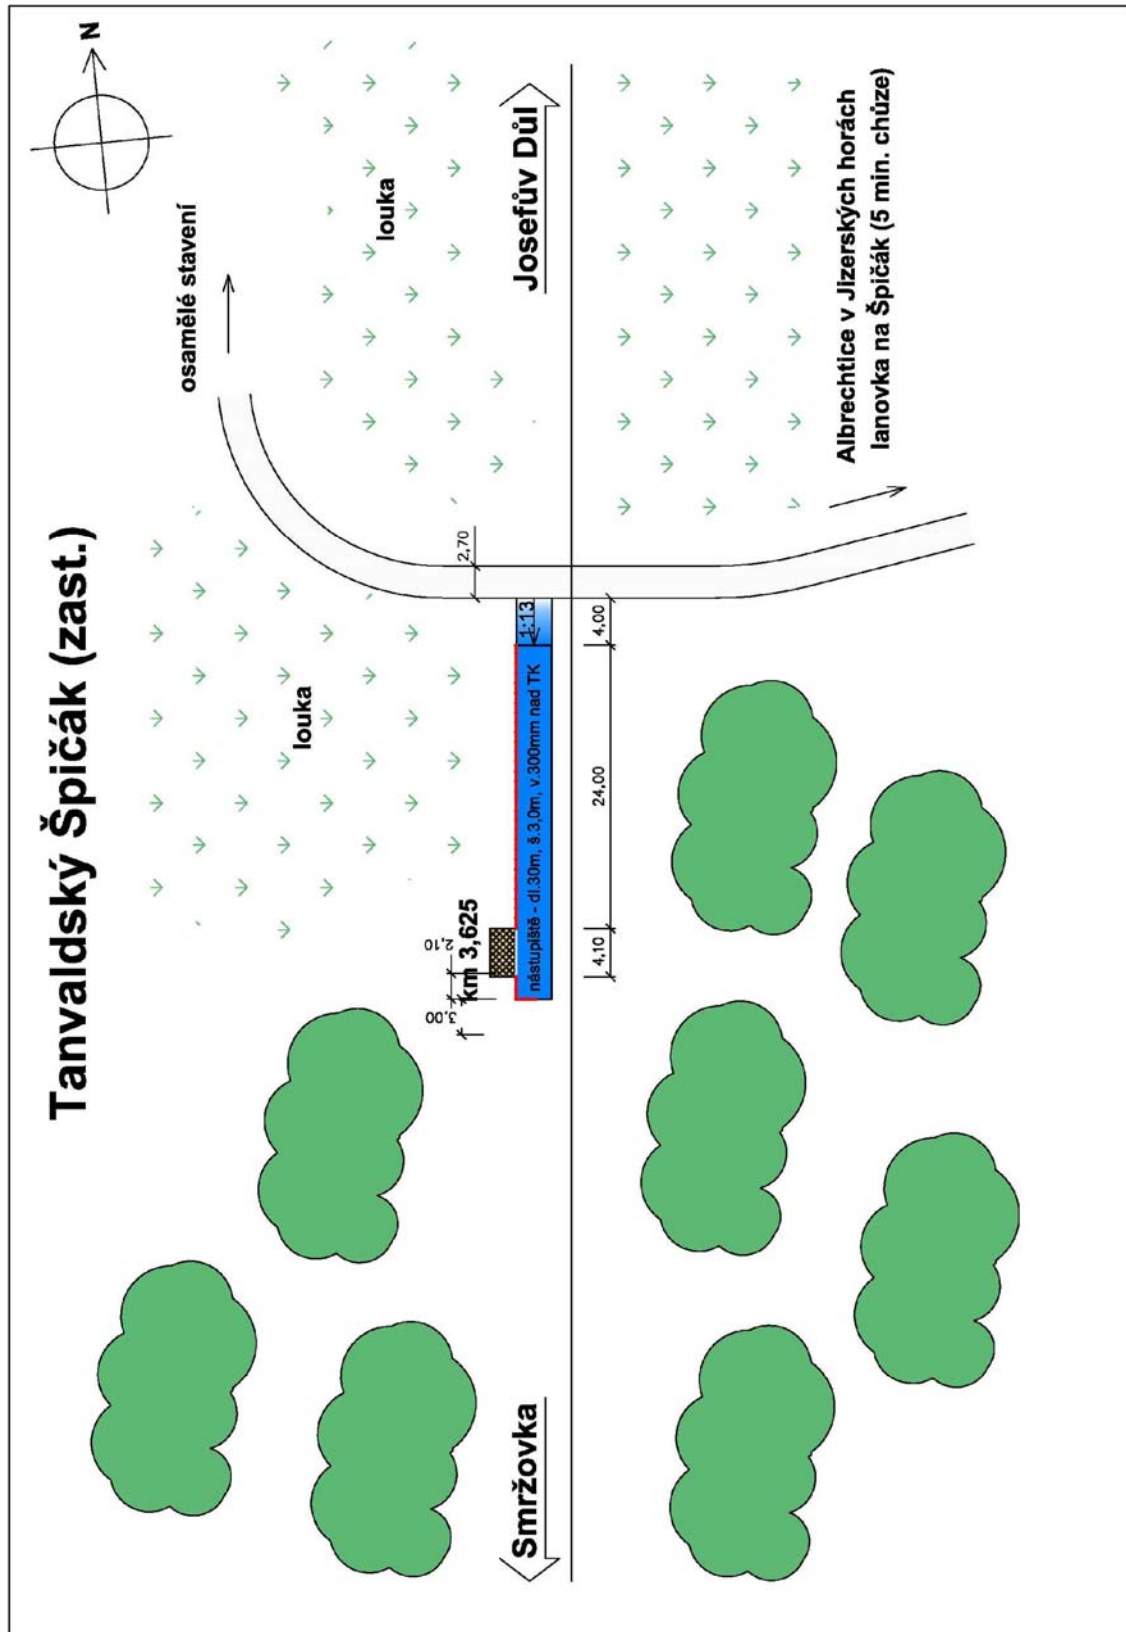 Tanvaldský Špičák (zast.)
N
osamělé stavení
louka
louka
km 3,625
2,10
3,00
2,70
1:13
nástupiště - dl.30m, š.3,0m, v.300mm nad TK
4,10
24,00
4,00
Smržovka
Josefův Důl
Albrechtice v Jizerských horách
lanovka na Špičák (5 min. chůze)